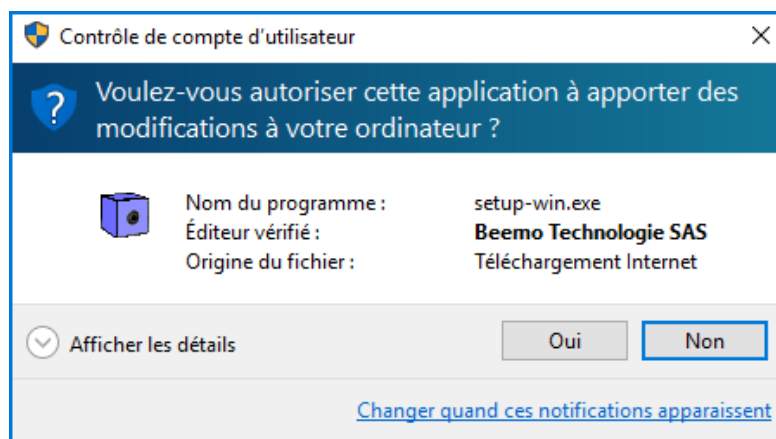 Contrôle de compte d'utilisateur
Voulez-vous autoriser cette application à apporter des
modifications à votre ordinateur ?
Nom du programme : setup-win.exe
Éditeur vérifié : Beemo Technologie SAS
Origine du fichier : Téléchargement Internet
Afficher les détails Oui Non
Changer quand ces notifications apparaissent